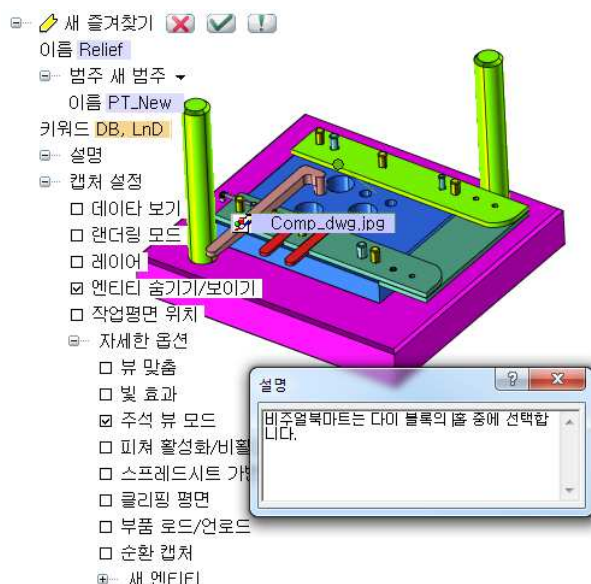 새 즐겨찾기
이름 Relief
범주 새 범주
이름 PT_New
키워드 DB, LnD
설명
캡처 설정
데이타 보기
랜더링 모드
Comp_dwg.jpg
레이어
엔티티 숨기기/보이기
작업평면 위치
자세한 옵션
뷰 맞춤
빛 효과
주석 뷰 모드
피쳐 활성화/비활
스프레드시트
클리핑 평면
부품 로드/언로드
순환 캡처
새 엔티티
설명
비주얼북마트는 다이 블록의 홀 중에 선택합
니다.